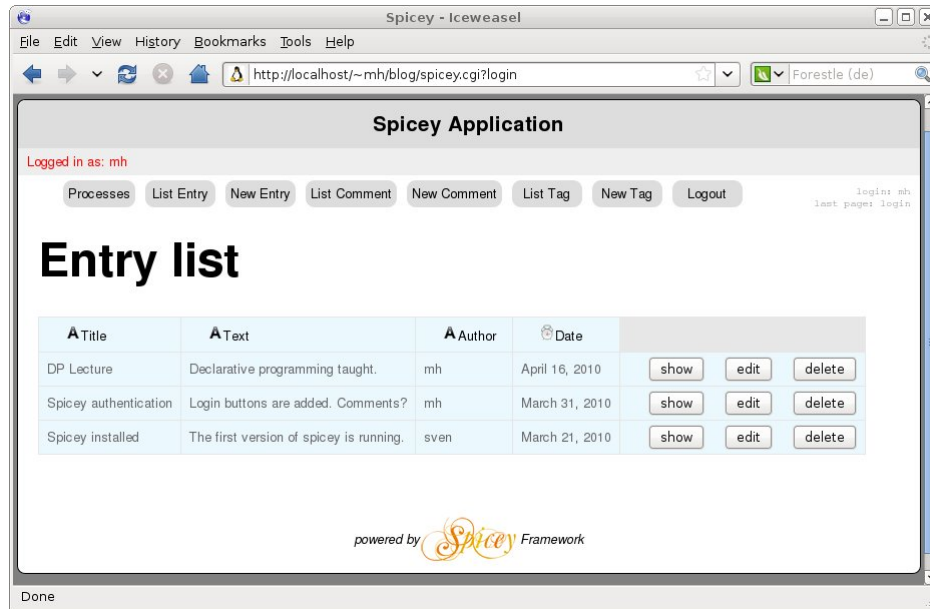 Spicey - Iceweasel
File Edit View History Bookmarks Tools Help
http://localhost/~mh/blog/spicey.cgi?login Forestle (de)
Spicey Application
Logged in as: mh
Processes List Entry New Entry List Comment New Comment List Tag New Tag Logout
login: mh
last page: login
Entry list
A Title A Text A Author Date
DP Lecture Declarative programming taught. mh April 16, 2010 show edit delete
Spicey authentication Login buttons are added. Comments? mh March 31, 2010 show edit delete
Spicey installed The first version of spicey is running. sven March 21, 2010 show edit delete
powered by Spicey Framework
Done